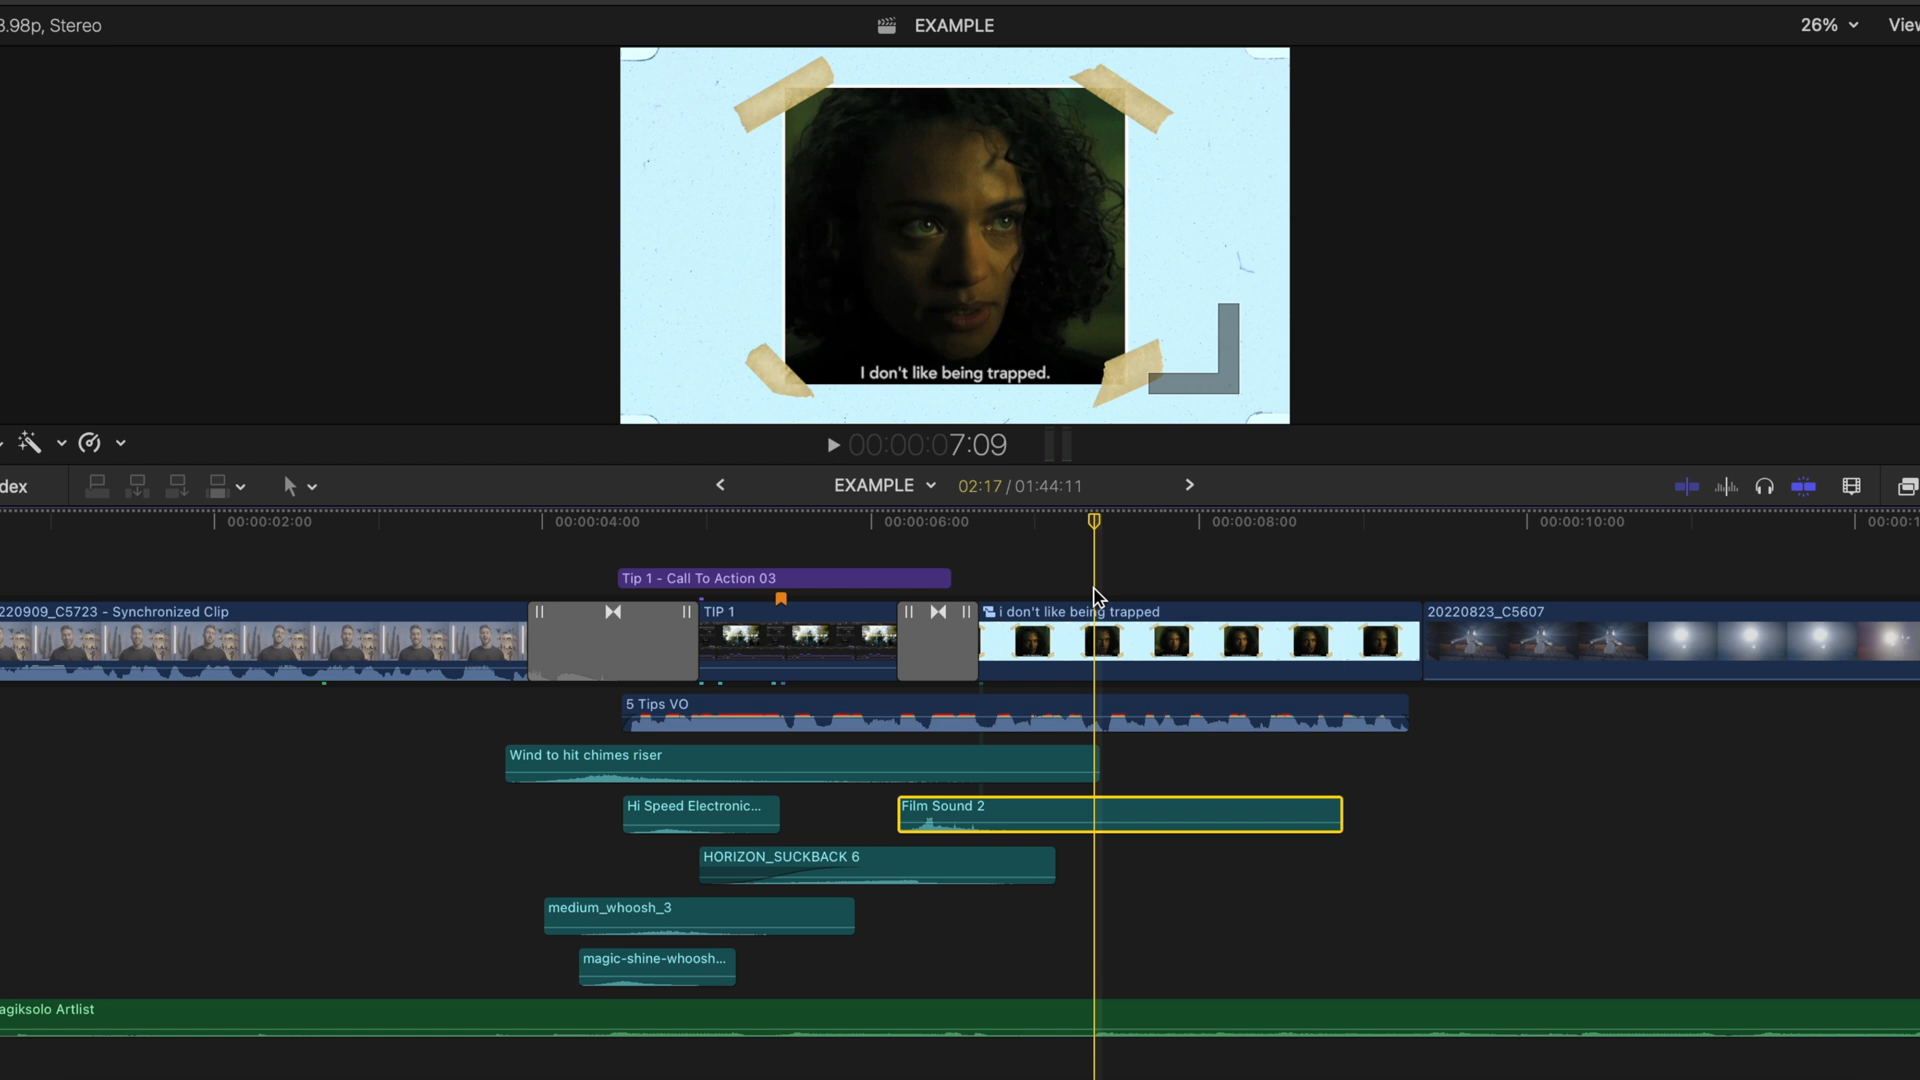 3.98p, Stereo
EXAMPLE
26%
View
I don't like being trapped.
00:00:07:09
dex
EXAMPLE
02:17 / 01:44:11
00:00:02:00
00:00:04:00
00:00:06:00
00:00:08:00
00:00:10:00
00:00:1
Tip 1 - Call To Action 03
220909_C5723 - Synchronized Clip
TIP 1
i don't like being trapped
20220823_C5607
5 Tips VO
Wind to hit chimes riser
Hi Speed Electronic...
Film Sound 2
HORIZON_SUCKBACK 6
medium_whoosh_3
magic-shine-whoosh...
agiksolo Artlist